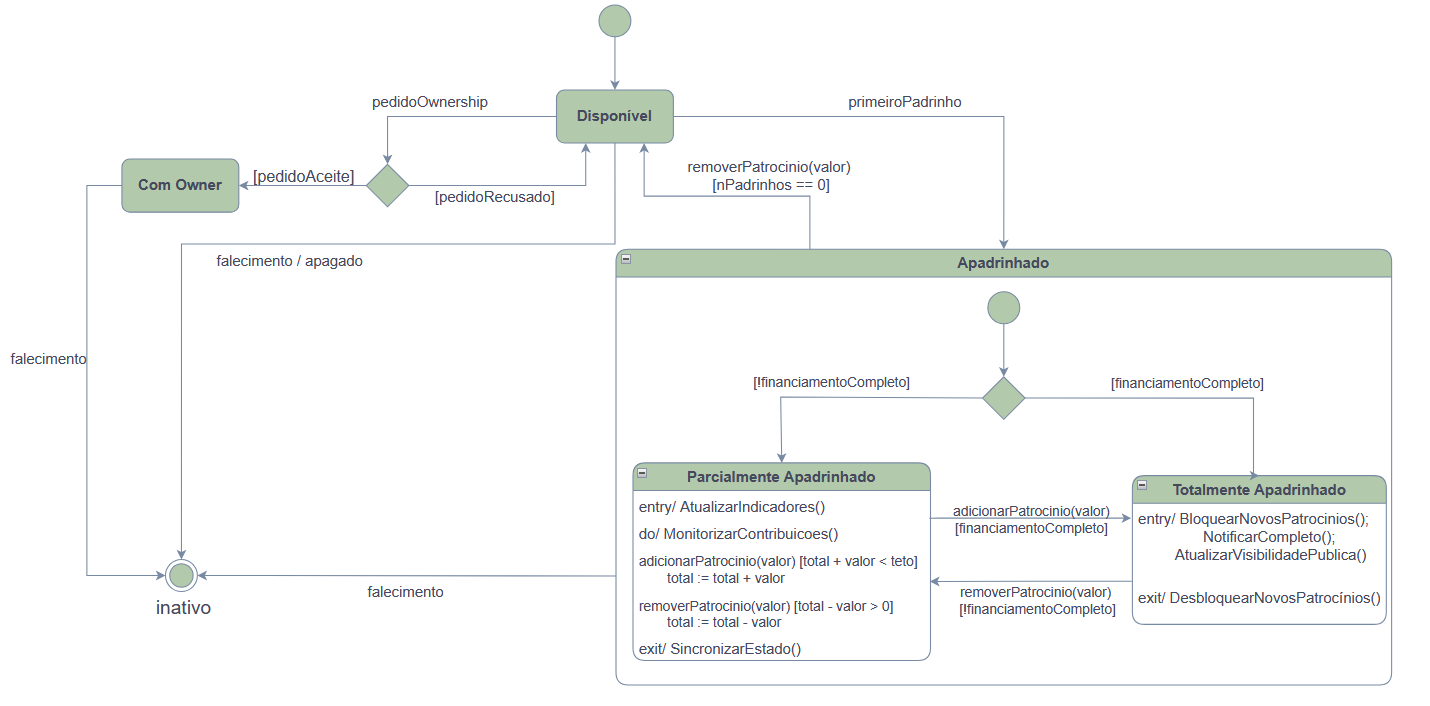 pedidoOwnership
Disponível
primeiroPadrinho
Com Owner
[pedidoAceite]
[pedidoRecusado]
removerPatrocinio(valor)
[nPadrinhos == 0]
falecimento / apagado
Apadrinhado
falecimento
[!financiamentoCompleto]
[financiamentoCompleto]
Parcialmente Apadrinhado
entry/ AtualizarIndicadores()
do/ MonitorizarContribuicoes()
adicionarPatrocinio(valor) [total + valor < teto]
total := total + valor
removerPatrocinio(valor) [total - valor > 0]
total := total - valor
exit/ SincronizarEstado()
adicionarPatrocinio(valor)
[financiamentoCompleto]
removerPatrocinio(valor)
[!financiamentoCompleto]
Totalmente Apadrinhado
entry/ BloquearNovosPatrocinios();
NotificarCompleto();
AtualizarVisibilidadePublica()
exit/ DesbloquearNovosPatrocínios()
falecimento
inativo